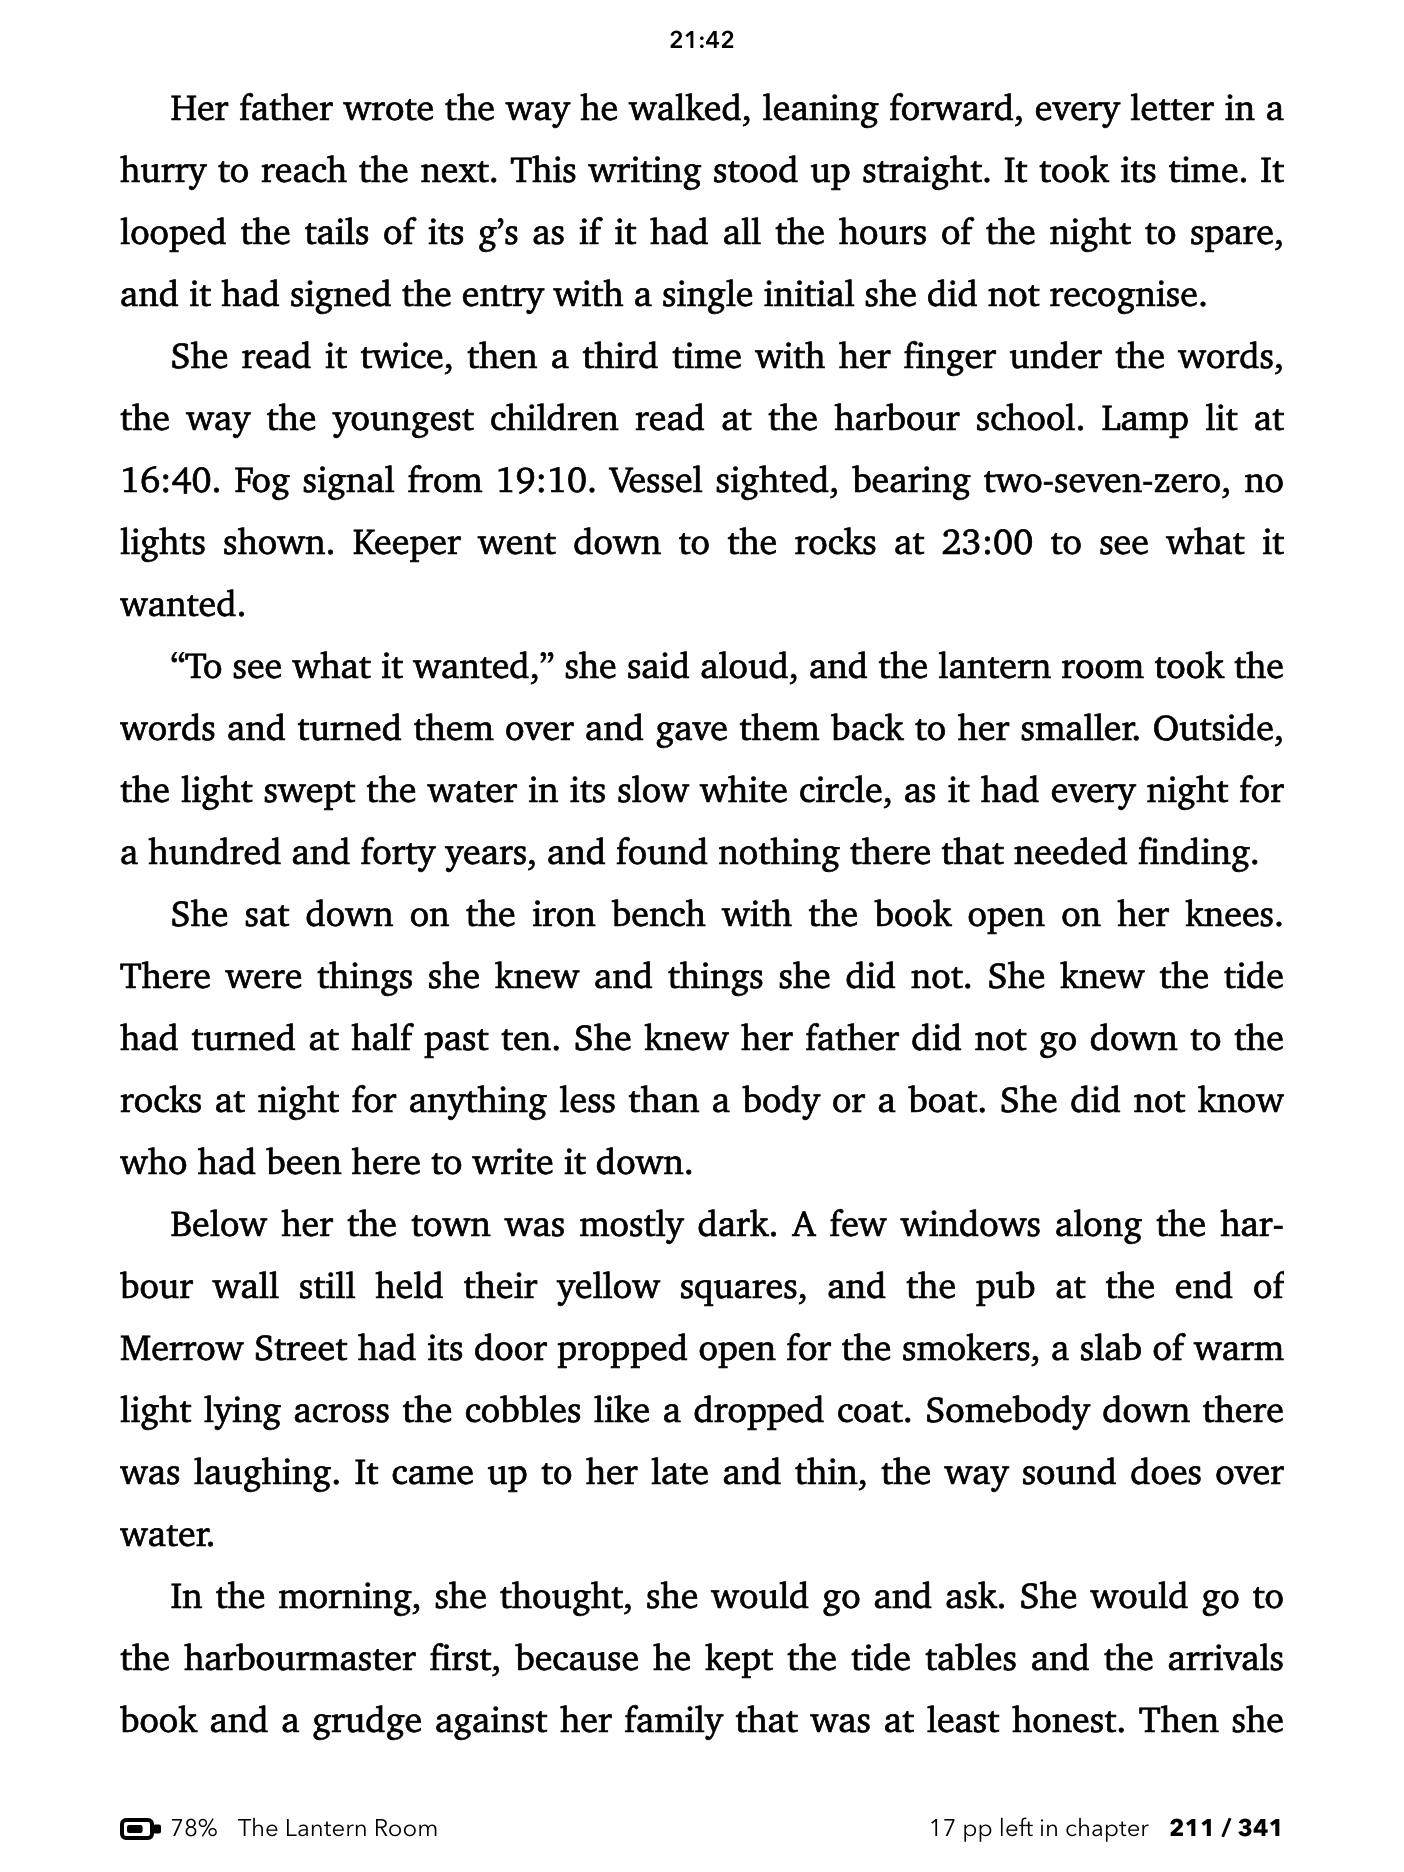 21:42
Her father wrote the way he walked, leaning forward, every letter in a
hurry to reach the next. This writing stood up straight. It took its time. It
looped the tails of its g’s as if it had all the hours of the night to spare,
and it had signed the entry with a single initial she did not recognise.
She read it twice, then a third time with her finger under the words,
the way the youngest children read at the harbour school. Lamp lit at
16:40. Fog signal from 19:10. Vessel sighted, bearing two-seven-zero, no
lights shown. Keeper went down to the rocks at 23:00 to see what it
wanted.
“To see what it wanted,” she said aloud, and the lantern room took the
words and turned them over and gave them back to her smaller. Outside,
the light swept the water in its slow white circle, as it had every night for
a hundred and forty years, and found nothing there that needed finding.
She sat down on the iron bench with the book open on her knees.
There were things she knew and things she did not. She knew the tide
had turned at half past ten. She knew her father did not go down to the
rocks at night for anything less than a body or a boat. She did not know
who had been here to write it down.
Below her the town was mostly dark. A few windows along the har-
bour wall still held their yellow squares, and the pub at the end of
Merrow Street had its door propped open for the smokers, a slab of warm
light lying across the cobbles like a dropped coat. Somebody down there
was laughing. It came up to her late and thin, the way sound does over
water.
In the morning, she thought, she would go and ask. She would go to
the harbourmaster first, because he kept the tide tables and the arrivals
book and a grudge against her family that was at least honest. Then she
78% The Lantern Room 17 pp left in chapter 211 / 341